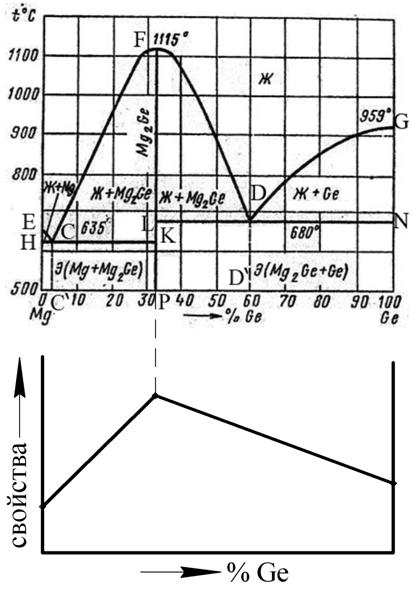 t°C
F 1115°
1100
1000
900
800
700
500
Ж
959°
G
Mg₂Ge
Ж+Mg
Ж+Mg₂Ge
Ж+Mg₂Ge
D
Ж+Ge
E
H
C
635°
L
K
680°
N
Э(Mg+Mg₂Ge)
D'
Э(Mg₂Ge+Ge)
0 10 20 30 40 50 60 70 80 90 100
Mg C' P % Ge Ge
свойства
% Ge